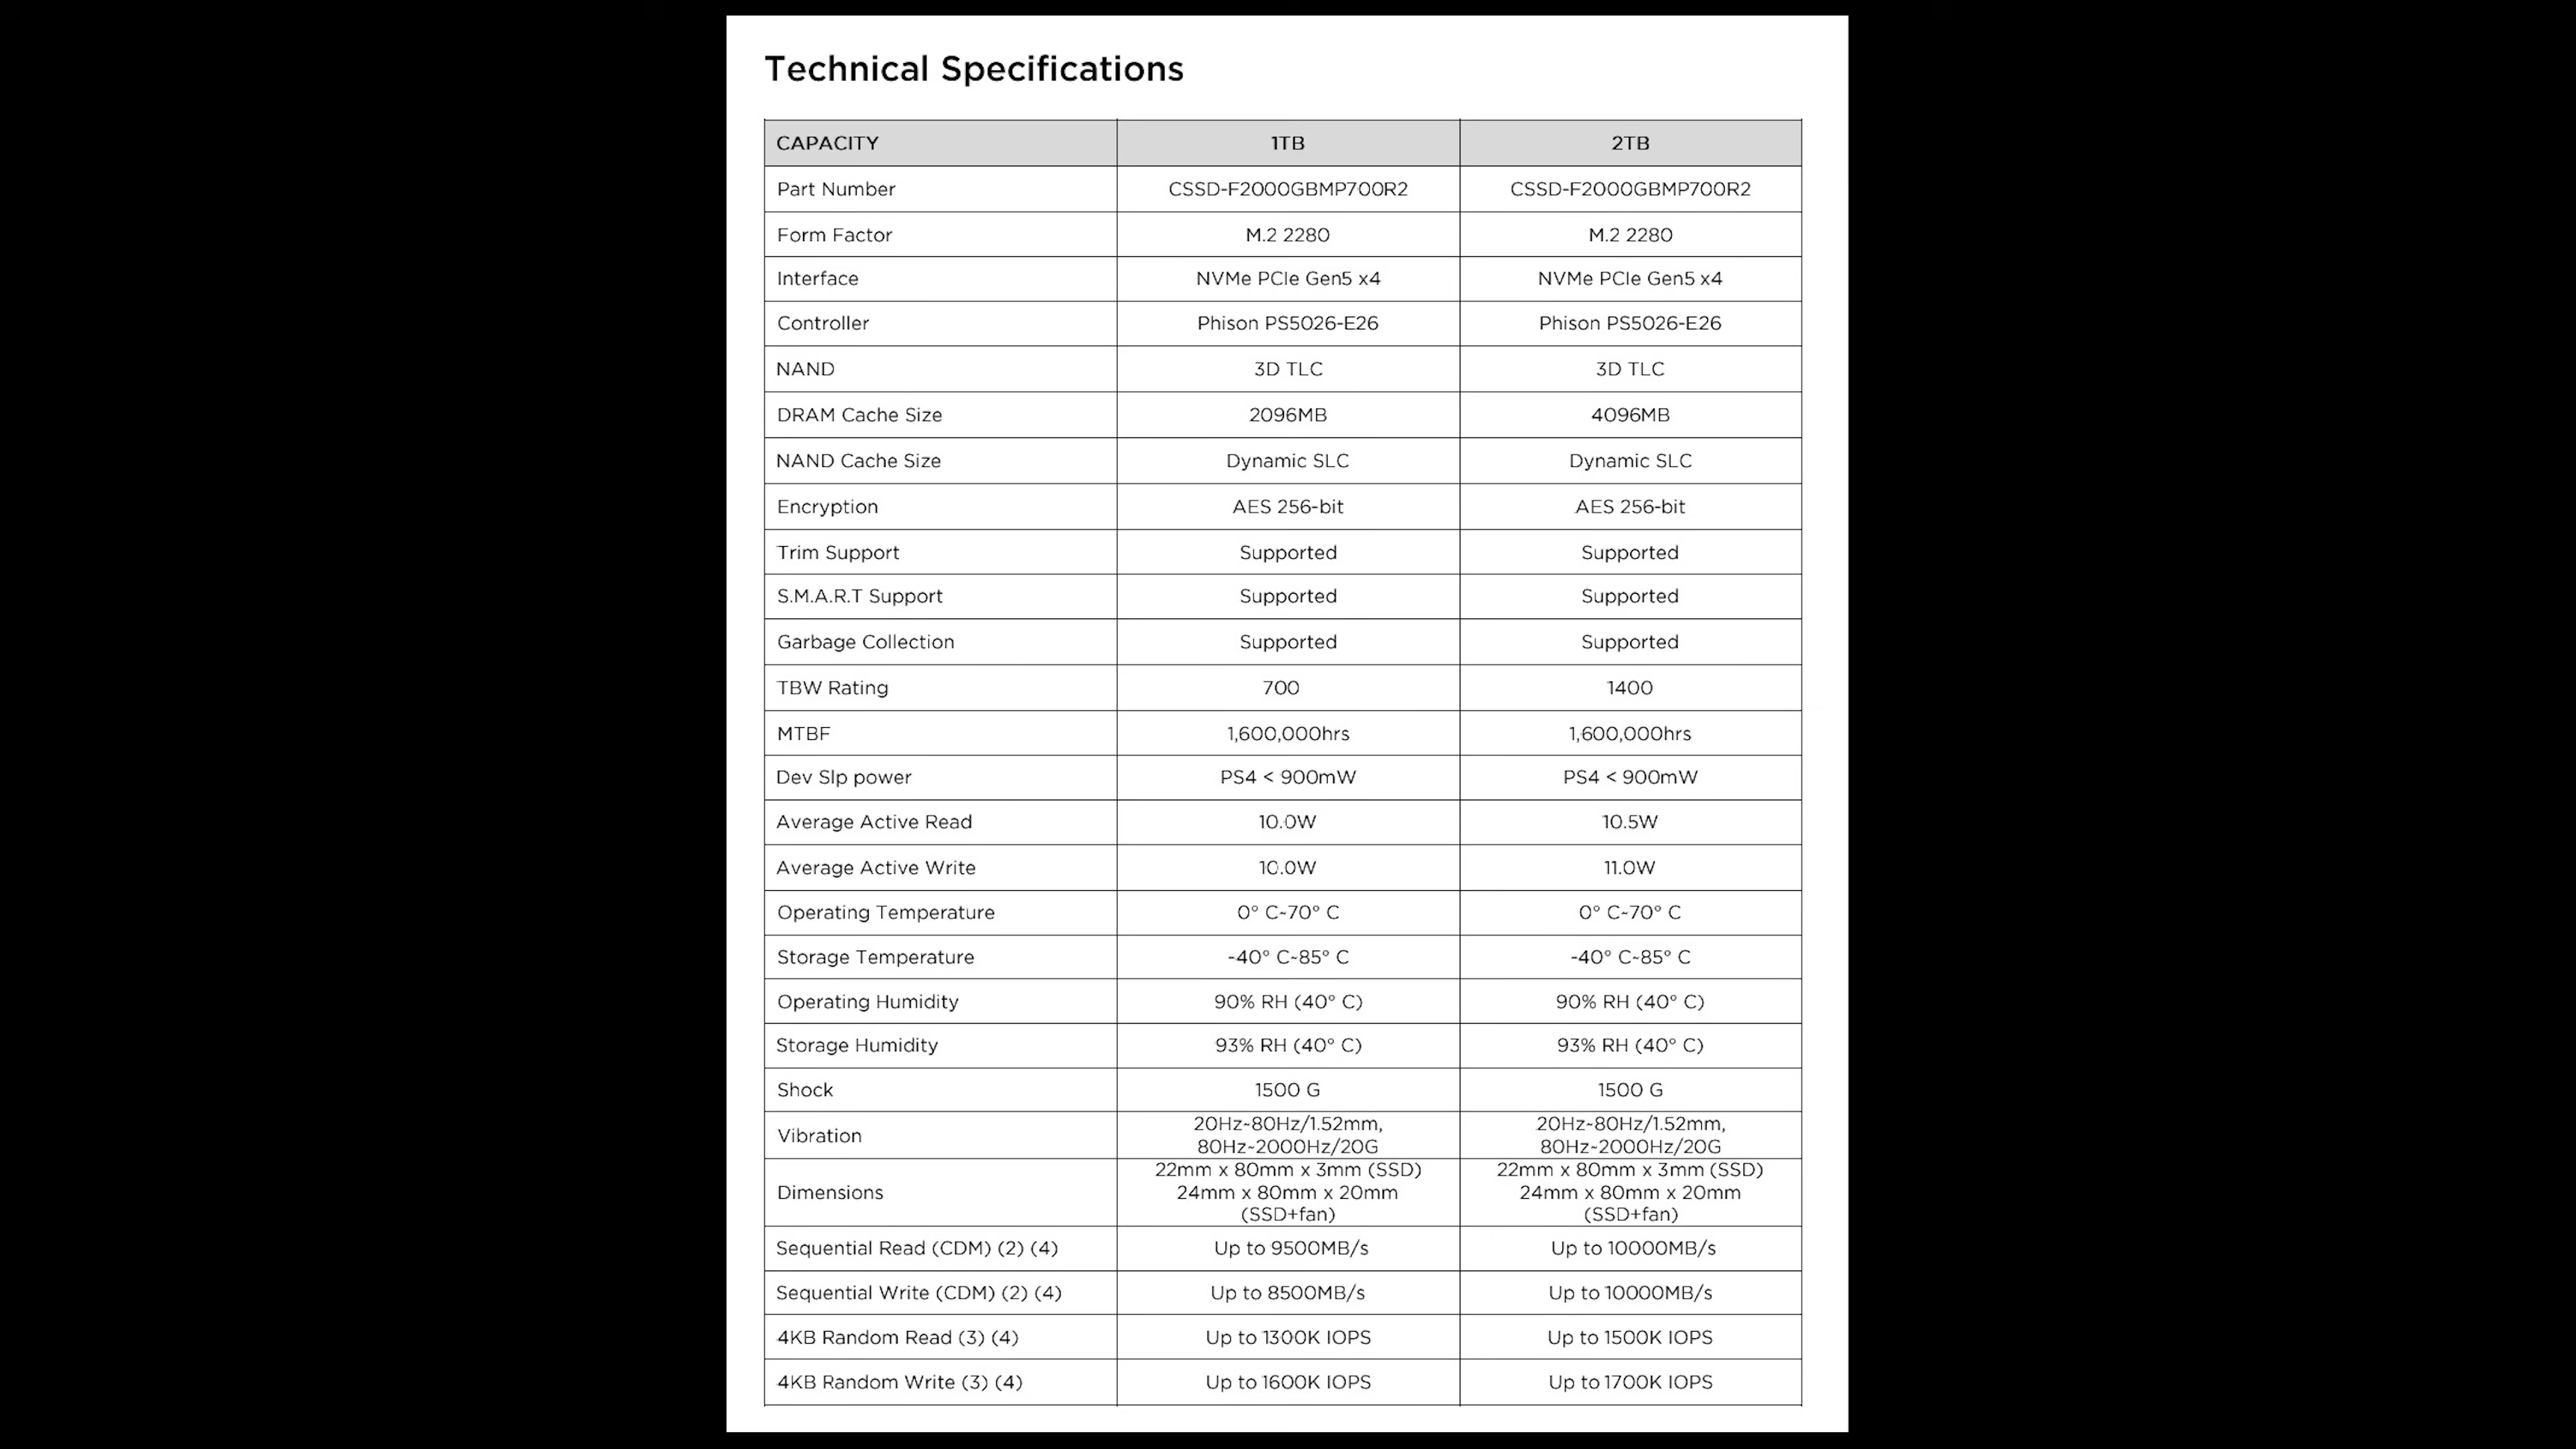 Technical Specifications
CAPACITY 1TB 2TB
Part Number CSSD-F2000GBMP700R2 CSSD-F2000GBMP700R2
Form Factor M.2 2280 M.2 2280
Interface NVMe PCIe Gen5 x4 NVMe PCIe Gen5 x4
Controller Phison PS5026-E26 Phison PS5026-E26
NAND 3D TLC 3D TLC
DRAM Cache Size 2096MB 4096MB
NAND Cache Size Dynamic SLC Dynamic SLC
Encryption AES 256-bit AES 256-bit
Trim Support Supported Supported
S.M.A.R.T Support Supported Supported
Garbage Collection Supported Supported
TBW Rating 700 1400
MTBF 1,600,000hrs 1,600,000hrs
Dev Slp power PS4 < 900mW PS4 < 900mW
Average Active Read 10.0W 10.5W
Average Active Write 10.0W 11.0W
Operating Temperature 0° C~70° C 0° C~70° C
Storage Temperature -40° C~85° C -40° C~85° C
Operating Humidity 90% RH (40° C) 90% RH (40° C)
Storage Humidity 93% RH (40° C) 93% RH (40° C)
Shock 1500 G 1500 G
Vibration 20Hz~80Hz/1.52mm, 20Hz~80Hz/1.52mm,
80Hz~2000Hz/20G 80Hz~2000Hz/20G
22mm x 80mm x 3mm (SSD) 22mm x 80mm x 3mm (SSD)
Dimensions 24mm x 80mm x 20mm 24mm x 80mm x 20mm
(SSD+fan) (SSD+fan)
Sequential Read (CDM) (2) (4) Up to 9500MB/s Up to 10000MB/s
Sequential Write (CDM) (2) (4) Up to 8500MB/s Up to 10000MB/s
4KB Random Read (3) (4) Up to 1300K IOPS Up to 1500K IOPS
4KB Random Write (3) (4) Up to 1600K IOPS Up to 1700K IOPS